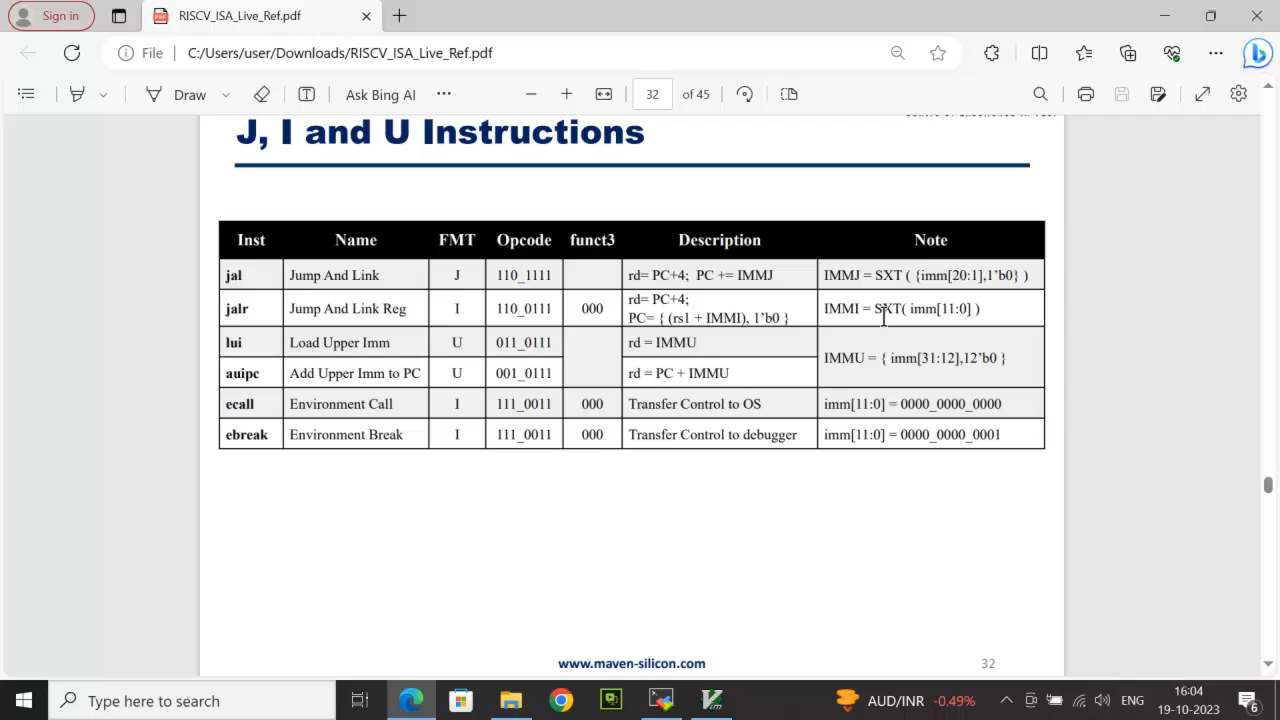 Sign in
RISCV_ISA_Live_Ref.pdf
File
C:/Users/user/Downloads/RISCV_ISA_Live_Ref.pdf
Draw
Ask Bing AI
32
of 45
J, I and U Instructions
Inst Name FMT Opcode funct3 Description Note
jal Jump And Link J 110_1111 rd= PC+4; PC += IMMJ IMMJ = SXT ( {imm[20:1],1’b0} )
jalr Jump And Link Reg I 110_0111 000 rd= PC+4;
PC= { (rs1 + IMMI), 1’b0 } IMMI = SXT( imm[11:0] )
lui Load Upper Imm U 011_0111 rd = IMMU
IMMU = { imm[31:12],12’b0 }
auipc Add Upper Imm to PC U 001_0111 rd = PC + IMMU
ecall Environment Call I 111_0011 000 Transfer Control to OS imm[11:0] = 0000_0000_0000
ebreak Environment Break I 111_0011 000 Transfer Control to debugger imm[11:0] = 0000_0000_0001
www.maven-silicon.com
32
Type here to search
AUD/INR -0.49%
ENG
16:04
19-10-2023
6